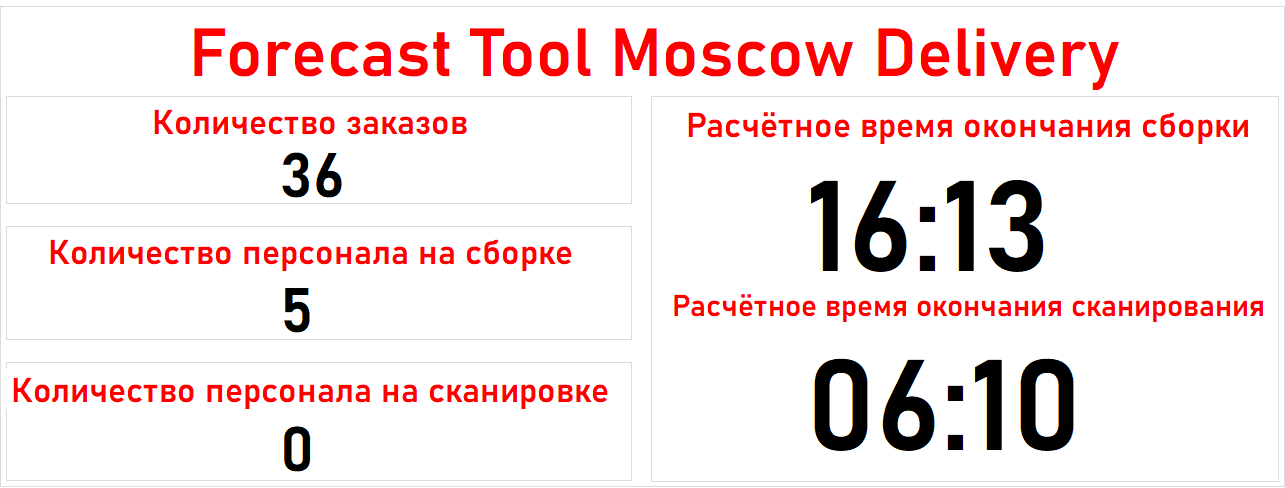 Forecast Tool Moscow Delivery
Количество заказов
36
Количество персонала на сборке
5
Количество персонала на сканировке
0
Расчётное время окончания сборки
16:13
Расчётное время окончания сканирования
06:10